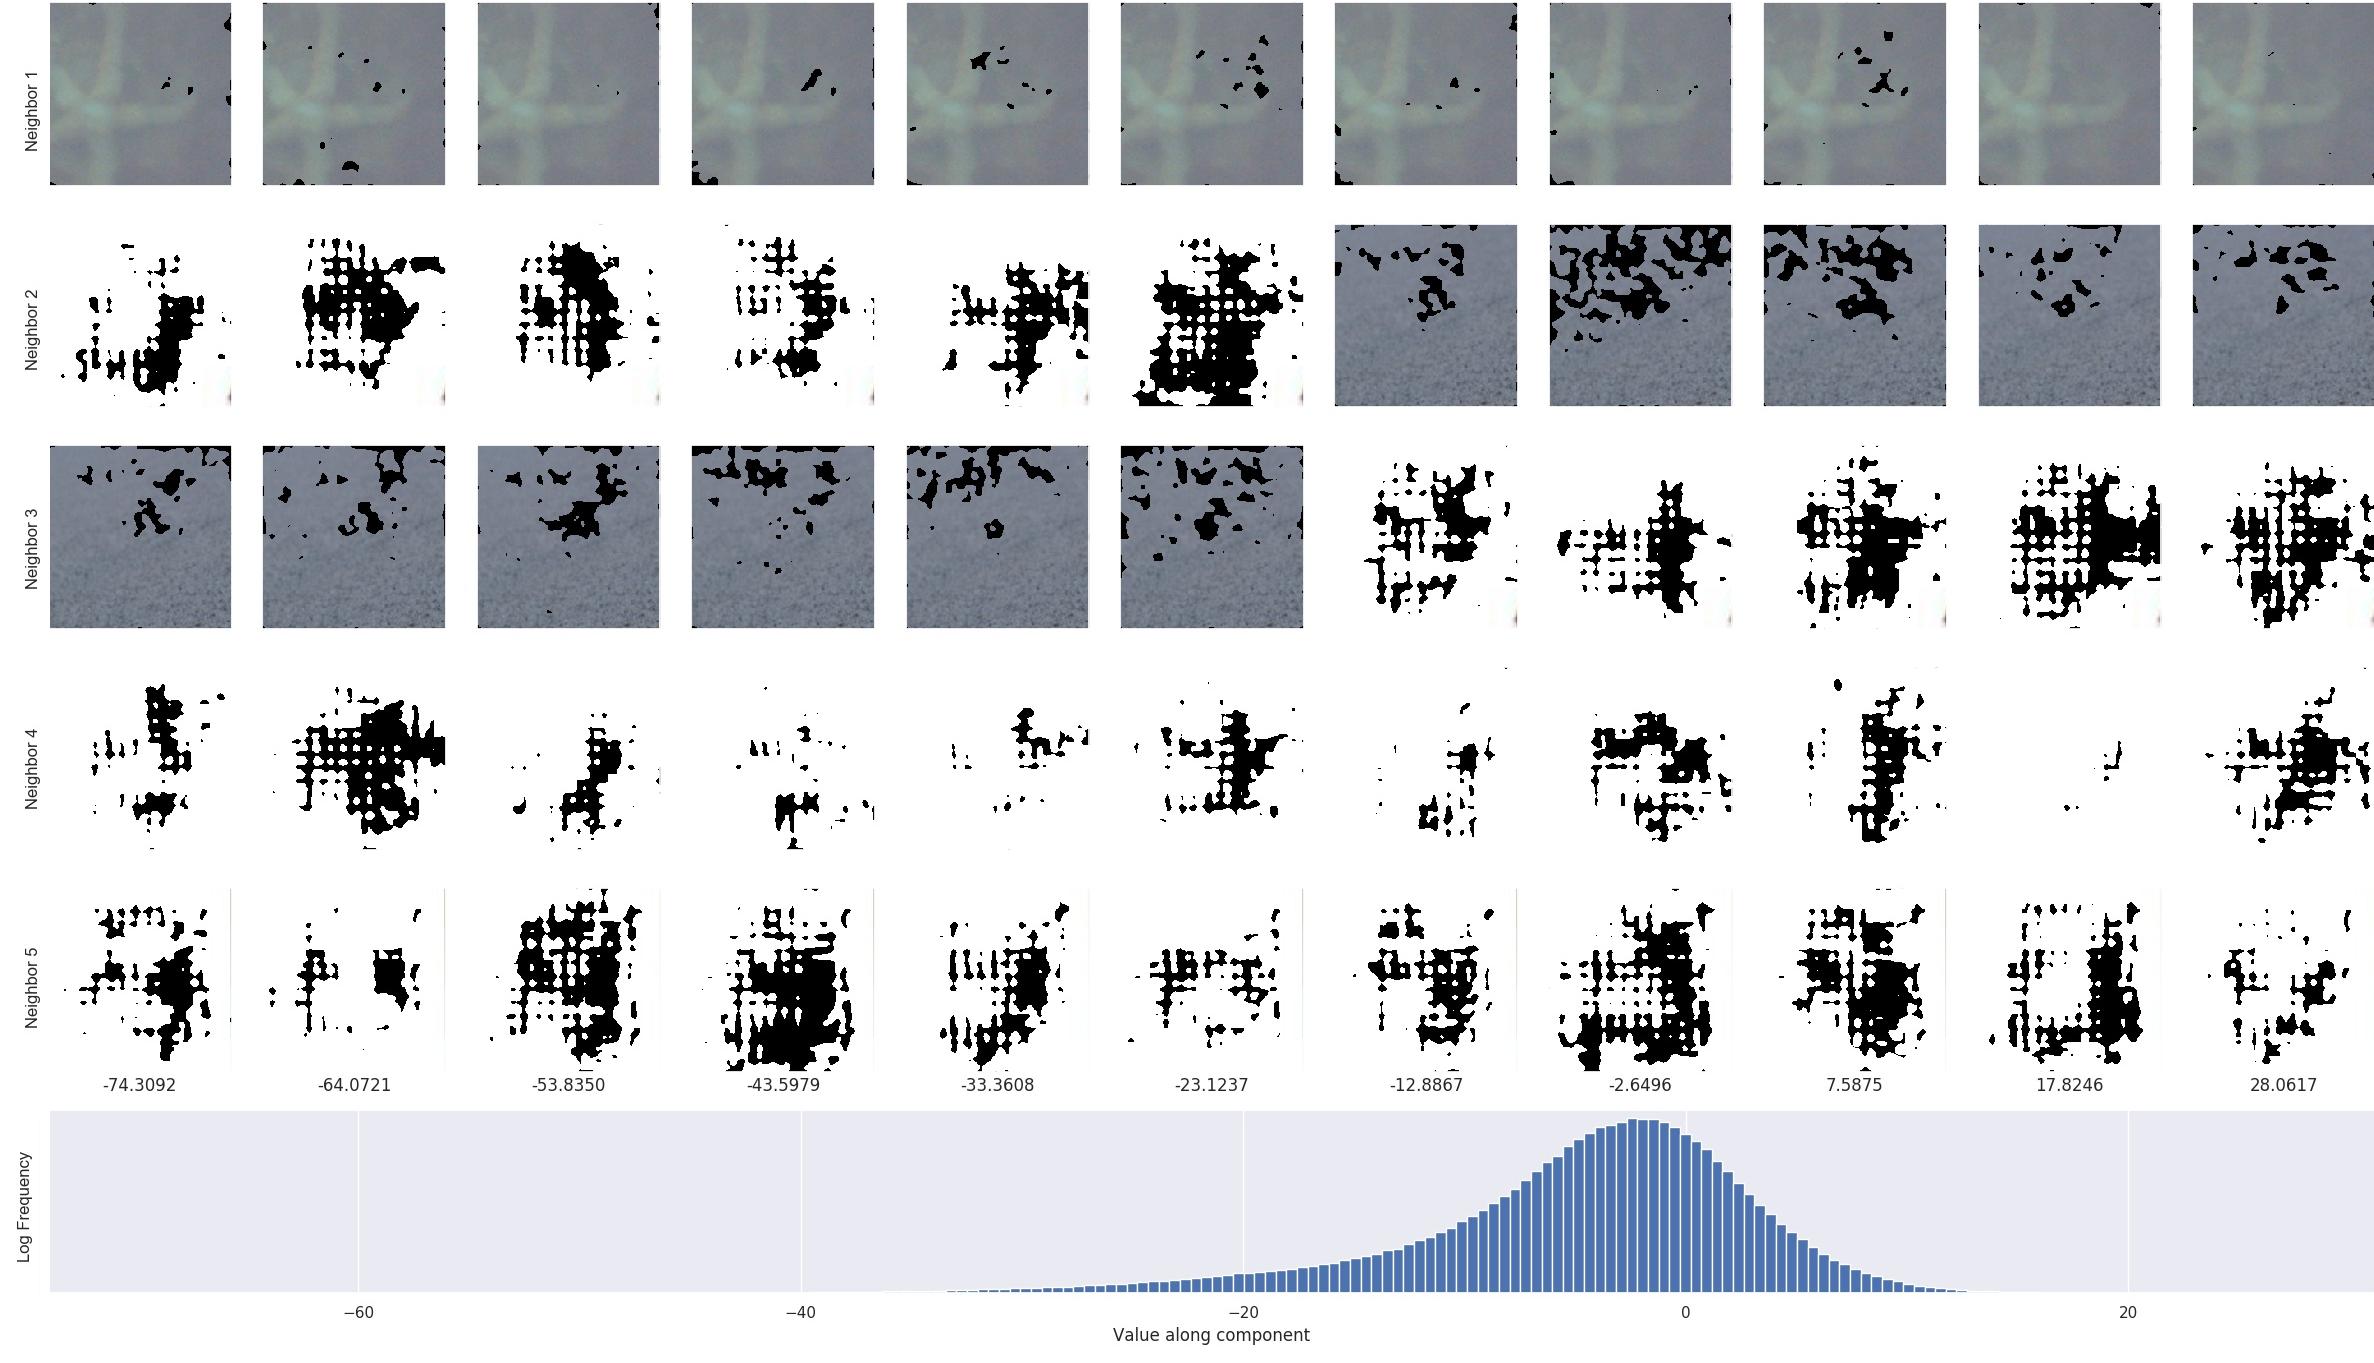 Neighbor 1
Neighbor 2
Neighbor 3
Neighbor 4
Neighbor 5
-74.3092 -64.0721 -53.8350 -43.5979 -33.3608 -23.1237 -12.8867 -2.6496 7.5875 17.8246 28.0617
Log Frequency
−60 −40 −20 0 20
Value along component